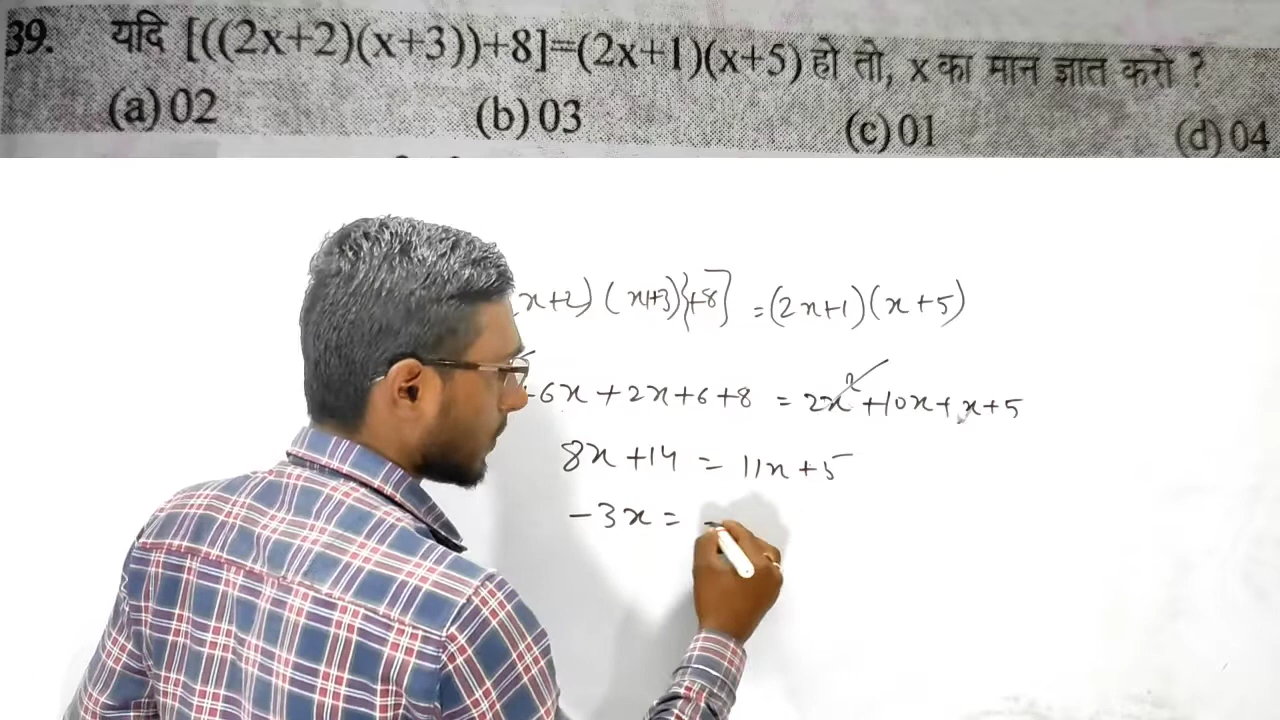 39. यदि [((2x+2)(x+3))+8]=(2x+1)(x+5) हो तो, x का मान ज्ञात करो ?
(a) 02 (b) 03 (c) 01 (d) 04
x+2) (x+3)}+8] = (2x+1)(x+5)
6x + 2x + 6 + 8 = 2x² + 10x + x + 5
8x + 14 = 11x + 5
-3x = -